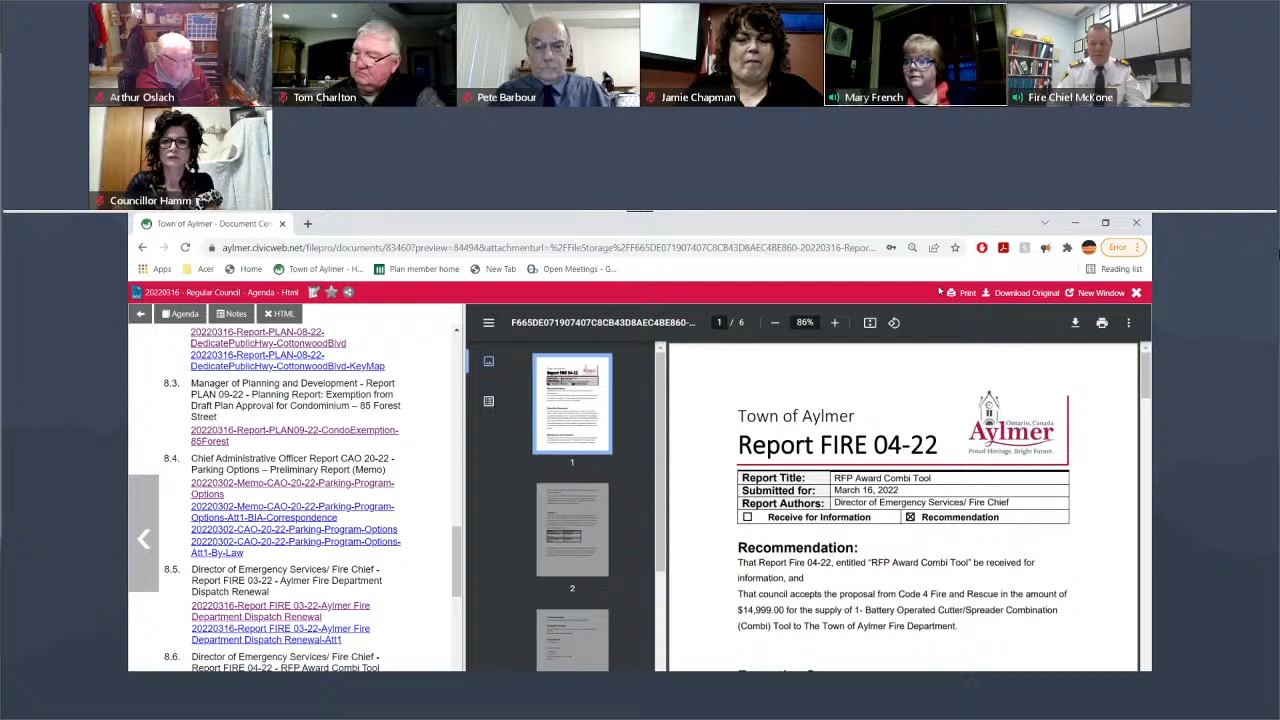 Arthur Oslach
Tom Charlton
Pete Barbour
Jamie Chapman
Mary French
Fire Chief McKone
Councillor Hamm
Town of Aylmer - Document Cen
aylmer.civicweb.net/filepro/documents/83460?preview=84494&attachmenturl=%2FFileStorage%2FF665DE071907407C8CB43D8AEC4BE860-20220316-Repor...
Error
Apps
Acer
Home
Town of Aylmer - H...
Plan member home
New Tab
Open Meetings - G...
Reading list
20220316 - Regular Council - Agenda - Html
Print
Download Original
New Window
Agenda
Notes
HTML
20220316-Report-PLAN-08-22-
DedicatePublicHwy-CottonwoodBlvd
20220316-Report-PLAN-08-22-
DedicatePublicHwy-CottonwoodBlvd-KeyMap
8.3. Manager of Planning and Development - Report
PLAN 09-22 - Planning Report: Exemption from
Draft Plan Approval for Condominium – 85 Forest
Street
20220316-Report-PLAN09-22-CondoExemption-
85Forest
8.4. Chief Administrative Officer Report CAO 20-22 -
Parking Options – Preliminary Report (Memo)
20220302-Memo-CAO-20-22-Parking-Program-
Options
20220302-Memo-CAO-20-22-Parking-Program-
Options-Att1-BIA-Correspondence
20220302-CAO-20-22-Parking-Program-Options
20220302-CAO-20-22-Parking-Program-Options-
Att1-By-Law
8.5. Director of Emergency Services/ Fire Chief -
Report FIRE 03-22 - Aylmer Fire Department
Dispatch Renewal
20220316-Report FIRE 03-22-Aylmer Fire
Department Dispatch Renewal
20220316-Report FIRE 03-22-Aylmer Fire
Department Dispatch Renewal-Att1
8.6. Director of Emergency Services/ Fire Chief -
Report FIRE 04-22 - RFP Award Combi Tool
F665DE071907407C8CB43D8AEC4BE860-...
1 / 6
86%
Report FIRE 04-22
1
2
Town of Aylmer
Report FIRE 04-22
Ontario, Canada
Aylmer
Proud Heritage. Bright Future.
Report Title: RFP Award Combi Tool
Submitted for: March 16, 2022
Report Authors: Director of Emergency Services/ Fire Chief
Receive for Information
Recommendation
Recommendation:
That Report Fire 04-22, entitled “RFP Award Combi Tool” be received for
information, and
That council accepts the proposal from Code 4 Fire and Rescue in the amount of
$14,999.00 for the supply of 1- Battery Operated Cutter/Spreader Combination
(Combi) Tool to The Town of Aylmer Fire Department.